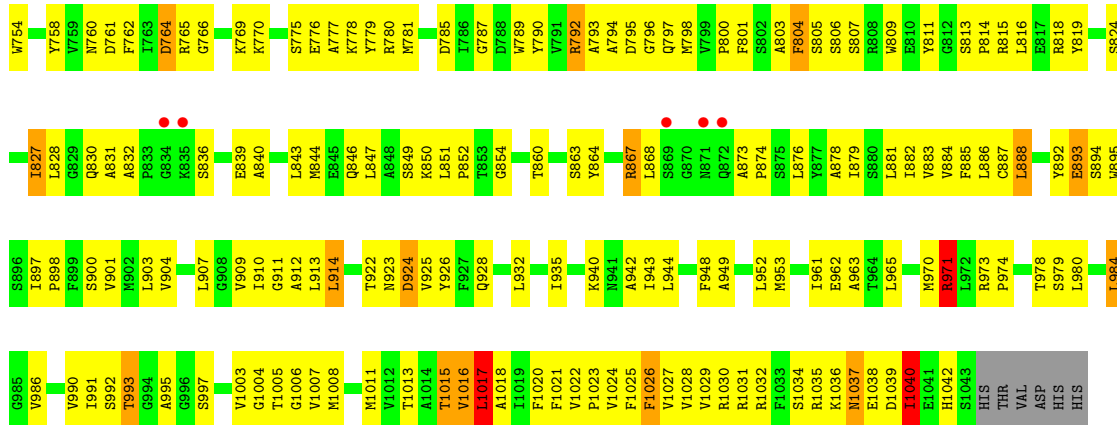 W754 Y758 V759 N760 D761 F762 I763 D764 R765 G766 K769 K770 S775 E776 A777 K778 Y779 R780 M781 D785 I786 G787 D788 W789 Y790 V791 R792 A793 A794 D795 G796 Q797 M798 V799 P800 F801 S802 A803 F804 S805 S806 S807 R808 W809 E810 Y811 G812 S813 P814 R815 L816 E817 R818 Y819 S824
I827 L828 G829 Q830 A831 A832 P833 G834 K835 S836 E839 A840 L843 M844 E845 Q846 L847 A848 S849 K850 L851 P852 T853 G854 T860 S863 Y864 R867 L868 S869 G870 N871 Q872 A873 P874 S875 L876 Y877 A878 I879 S880 L881 I882 V883 V884 F885 L886 C887 L888 Y892 E893 S894 W895
S896 I897 P898 F899 S900 V901 M902 L903 V904 L907 G908 V909 I910 G911 A912 L913 L914 T922 N923 D924 V925 Y926 F927 Q928 L932 I935 K940 N941 A942 I943 L944 F948 A949 L952 M953 I961 E962 A963 T964 L965 M970 R971 L972 R973 P974 T978 S979 L980 L984
G985 V986 V990 I991 S992 T993 G994 A995 G996 S997 V1003 G1004 T1005 G1006 V1007 M1008 M1011 V1012 T1013 A1014 T1015 V1016 L1017 A1018 I1019 F1020 F1021 V1022 P1023 V1024 F1025 F1026 V1027 V1028 V1029 R1030 R1031 R1032 F1033 S1034 R1035 K1036 N1037 E1038 D1039 I1040 E1041 H1042 S1043 HIS THR VAL ASP HIS HIS